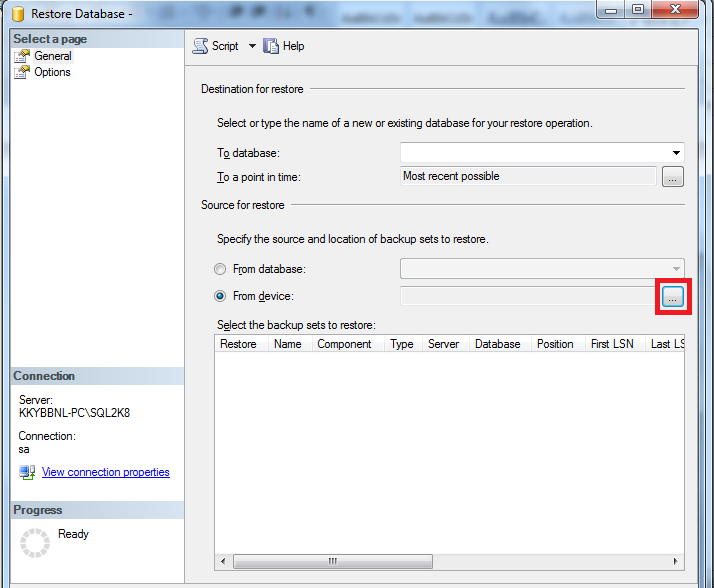 Restore Database -
Select a page
General
Options
Script
Help
Destination for restore
Select or type the name of a new or existing database for your restore operation.
To database:
To a point in time:
Most recent possible
...
Source for restore
Specify the source and location of backup sets to restore.
From database:
From device:
...
Select the backup sets to restore:
Restore Name Component Type Server Database Position First LSN Last LS
Connection
Server:
KKYBBNL-PC\SQL2K8
Connection:
sa
View connection properties
Progress
Ready